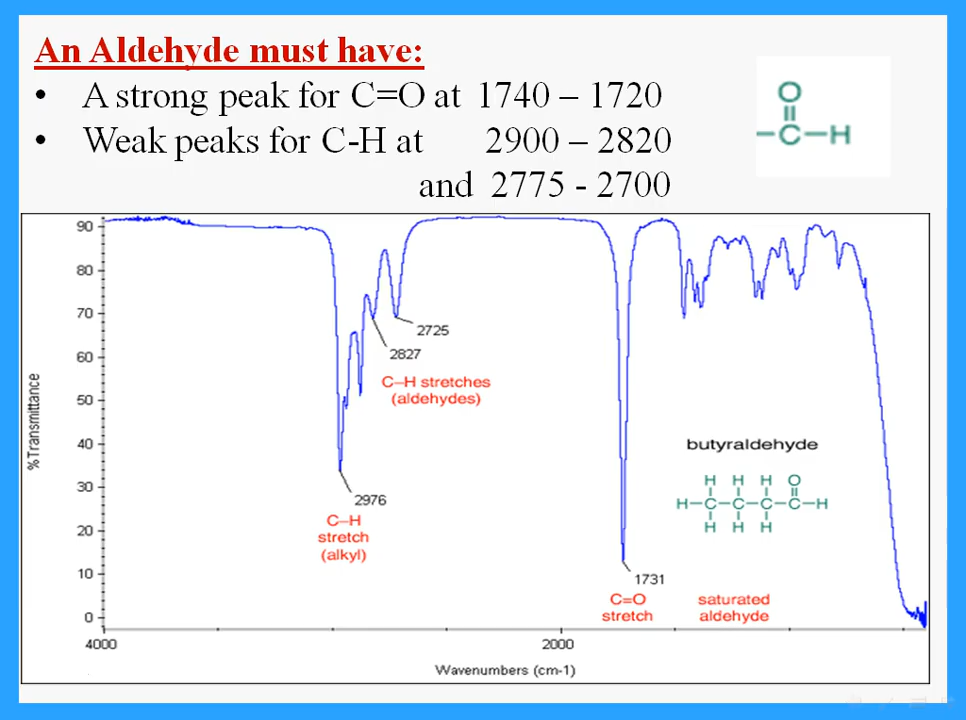 An Aldehyde must have:
• A strong peak for C=O at 1740 – 1720
• Weak peaks for C-H at 2900 – 2820
and 2775 - 2700
O
–C–H
90
80
70
60
50
40
30
20
10
0
%Transmittance
2725
2827
C–H stretches
(aldehydes)
2976
C–H
stretch
(alkyl)
butyraldehyde
H H H O
H–C–C–C–C–H
H H H
1731
C=O
stretch
saturated
aldehyde
4000
2000
Wavenumbers (cm-1)